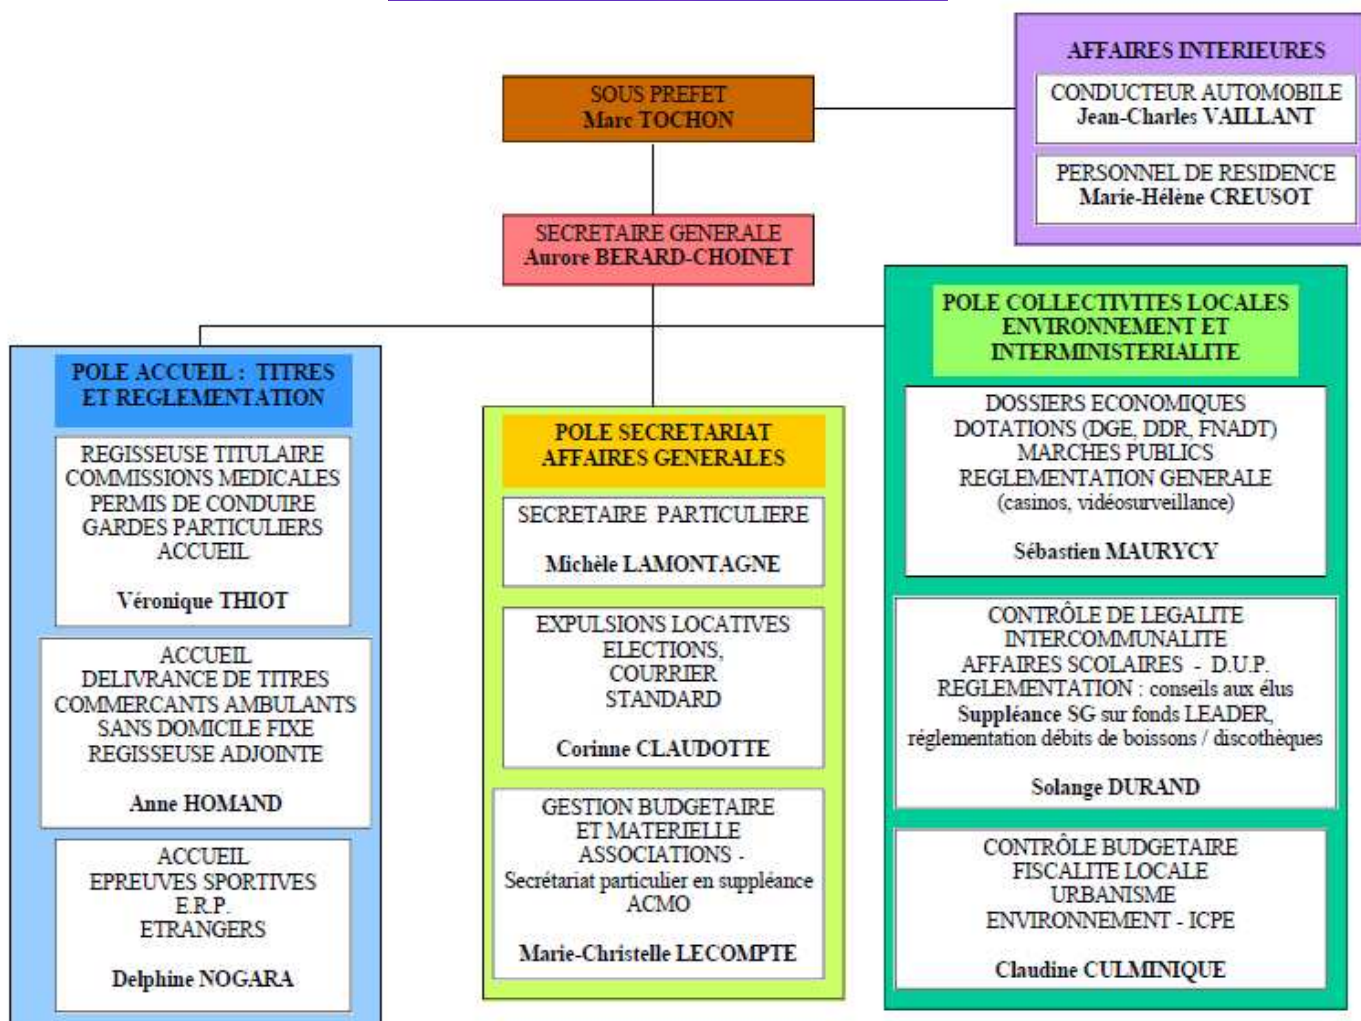 SOUS PREFET
Marc TOCHON
AFFAIRES INTERIEURES
CONDUCTEUR AUTOMOBILE
Jean-Charles VAILLANT
PERSONNEL DE RESIDENCE
Marie-Hélène CREUSOT
SECRETAIRE GENERALE
Aurore BERARD-CHOINET
POLE ACCUEIL : TITRES
ET REGLEMENTATION
REGISSEUSE TITULAIRE
COMMISSIONS MEDICALES
PERMIS DE CONDUIRE
GARDES PARTICULIERS
ACCUEIL
Véronique THIOT
ACCUEIL
DELIVRANCE DE TITRES
COMMERCANTS AMBULANTS
SANS DOMICILE FIXE
REGISSEUSE ADJOINTE
Anne HOMAND
ACCUEIL
EPREUVES SPORTIVES
E.R.P.
ETRANGERS
Delphine NOGARA
POLE SECRETARIAT
AFFAIRES GENERALES
SECRETAIRE PARTICULIERE
Michèle LAMONTAGNE
EXPULSIONS LOCATIVES
ELECTIONS,
COURRIER
STANDARD
Corinne CLAUDOTTE
GESTION BUDGETAIRE
ET MATERIELLE
ASSOCIATIONS -
Secrétariat particulier en suppléance
ACMO
Marie-Christelle LECOMPTE
POLE COLLECTIVITES LOCALES
ENVIRONNEMENT ET
INTERMINISTERIALITE
DOSSIERS ECONOMIQUES
DOTATIONS (DGE, DDR, FNADT)
MARCHES PUBLICS
REGLEMENTATION GENERALE
(casinos, vidéosurveillance)
Sébastien MAURYCY
CONTRÔLE DE LEGALITE
INTERCOMMUNALITE
AFFAIRES SCOLAIRES - D.U.P.
REGLEMENTATION : conseils aux élus
Suppléance SG sur fonds LEADER,
réglementation débits de boissons / discothèques
Solange DURAND
CONTRÔLE BUDGETAIRE
FISCALITE LOCALE
URBANISME
ENVIRONNEMENT - ICPE
Claudine CULMINIQUE